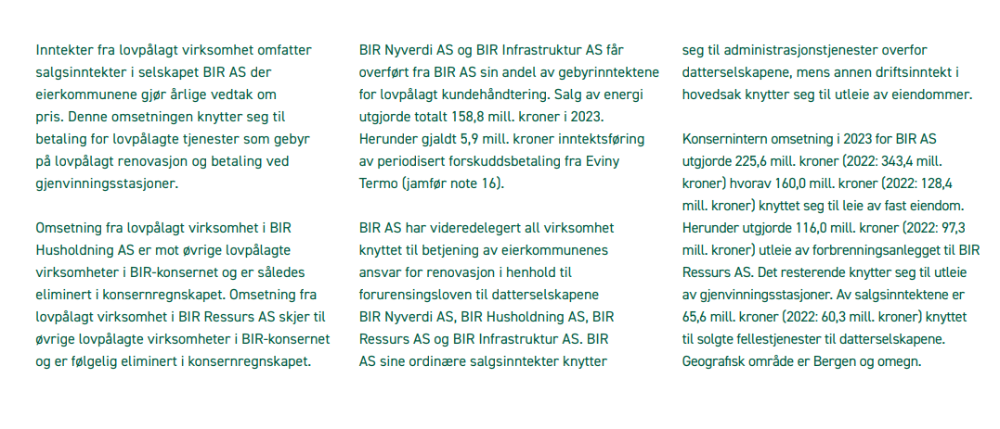 Inntekter fra lovpålagt virksomhet omfatter
salgsinntekter i selskapet BIR AS der
eierkommunene gjør årlige vedtak om
pris. Denne omsetningen knytter seg til
betaling for lovpålagte tjenester som gebyr
på lovpålagt renovasjon og betaling ved
gjenvinningsstasjoner.

Omsetning fra lovpålagt virksomhet i BIR
Husholdning AS er mot øvrige lovpålagte
virksomheter i BIR-konsernet og er således
eliminert i konsernregnskapet. Omsetning fra
lovpålagt virksomhet i BIR Ressurs AS skjer til
øvrige lovpålagte virksomheter i BIR-konsernet
og er følgelig eliminert i konsernregnskapet.

BIR Nyverdi AS og BIR Infrastruktur AS får
overført fra BIR AS sin andel av gebyrinntektene
for lovpålagt kundehåndtering. Salg av energi
utgjorde totalt 158,8 mill. kroner i 2023.
Herunder gjaldt 5,9 mill. kroner inntektsføring
av periodisert forskuddsbetaling fra Eviny
Termo (jamfør note 16).

BIR AS har videredelegert all virksomhet
knyttet til betjening av eierkommunenes
ansvar for renovasjon i henhold til
forurensingsloven til datterselskapene
BIR Nyverdi AS, BIR Husholdning AS, BIR
Ressurs AS og BIR Infrastruktur AS. BIR
AS sine ordinære salgsinntekter knytter

seg til administrasjonstjenester overfor
datterselskapene, mens annen driftsinntekt i
hovedsak knytter seg til utleie av eiendommer.

Konsernintern omsetning i 2023 for BIR AS
utgjorde 225,6 mill. kroner (2022: 343,4 mill.
kroner) hvorav 160,0 mill. kroner (2022: 128,4
mill. kroner) knyttet seg til leie av fast eiendom.
Herunder utgjorde 116,0 mill. kroner (2022: 97,3
mill. kroner) utleie av forbrenningsanlegget til BIR
Ressurs AS. Det resterende knytter seg til utleie
av gjenvinningsstasjoner. Av salgsinntektene er
65,6 mill. kroner (2022: 60,3 mill. kroner) knyttet
til solgte fellestjenester til datterselskapene.
Geografisk område er Bergen og omegn.